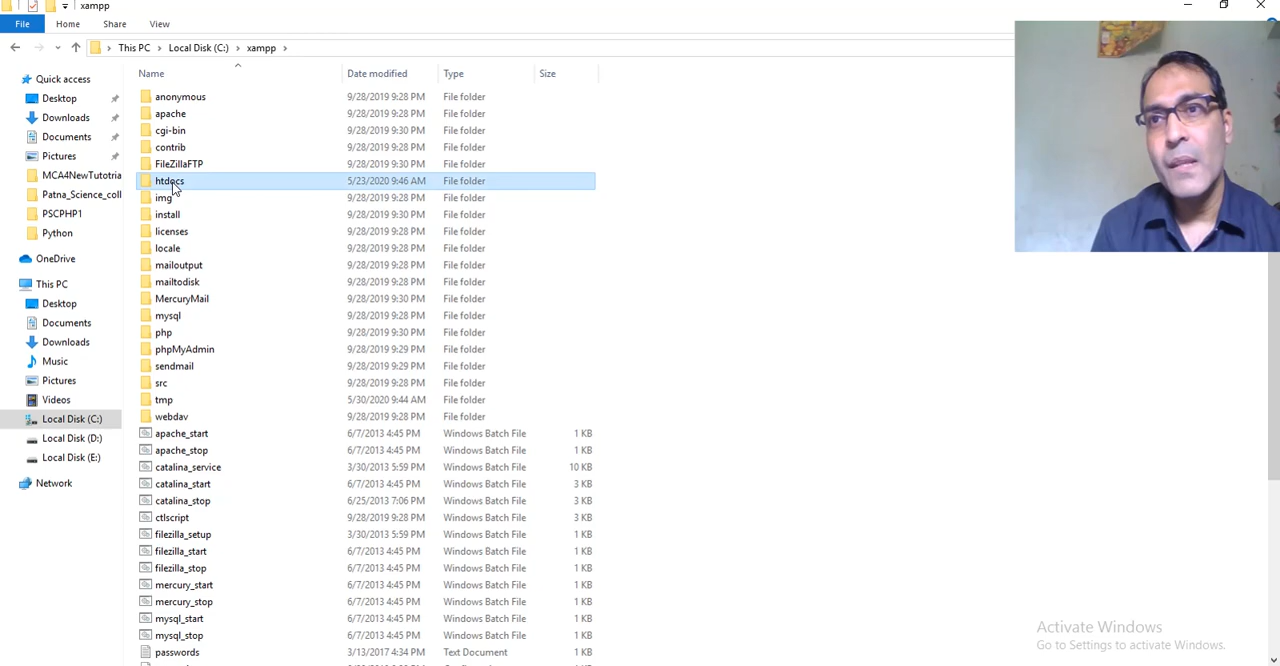 xampp
File Home Share View
This PC Local Disk (C:) xampp
Name Date modified Type Size
Quick access
Desktop
Downloads
Documents
Pictures
MCA4NewTutoria
Patna_Science_coll
PSCPHP1
Python
OneDrive
This PC
Desktop
Documents
Downloads
Music
Pictures
Videos
Local Disk (C:)
Local Disk (D:)
Local Disk (E:)
Network
anonymous 9/28/2019 9:28 PM File folder
apache 9/28/2019 9:28 PM File folder
cgi-bin 9/28/2019 9:30 PM File folder
contrib 9/28/2019 9:28 PM File folder
FileZillaFTP 9/28/2019 9:30 PM File folder
htdocs 5/23/2020 9:46 AM File folder
img 9/28/2019 9:28 PM File folder
install 9/28/2019 9:30 PM File folder
licenses 9/28/2019 9:28 PM File folder
locale 9/28/2019 9:28 PM File folder
mailoutput 9/28/2019 9:28 PM File folder
mailtodisk 9/28/2019 9:28 PM File folder
MercuryMail 9/28/2019 9:30 PM File folder
mysql 9/28/2019 9:28 PM File folder
php 9/28/2019 9:30 PM File folder
phpMyAdmin 9/28/2019 9:29 PM File folder
sendmail 9/28/2019 9:29 PM File folder
src 9/28/2019 9:28 PM File folder
tmp 5/30/2020 9:44 AM File folder
webdav 9/28/2019 9:28 PM File folder
apache_start 6/7/2013 4:45 PM Windows Batch File 1 KB
apache_stop 6/7/2013 4:45 PM Windows Batch File 1 KB
catalina_service 3/30/2013 5:59 PM Windows Batch File 10 KB
catalina_start 6/7/2013 4:45 PM Windows Batch File 3 KB
catalina_stop 6/25/2013 7:06 PM Windows Batch File 3 KB
ctlscript 9/28/2019 9:28 PM Windows Batch File 3 KB
filezilla_setup 3/30/2013 5:59 PM Windows Batch File 1 KB
filezilla_start 6/7/2013 4:45 PM Windows Batch File 1 KB
filezilla_stop 6/7/2013 4:45 PM Windows Batch File 1 KB
mercury_start 6/7/2013 4:45 PM Windows Batch File 1 KB
mercury_stop 6/7/2013 4:45 PM Windows Batch File 1 KB
mysql_start 6/7/2013 4:45 PM Windows Batch File 1 KB
mysql_stop 6/7/2013 4:45 PM Windows Batch File 1 KB
passwords 3/13/2017 4:34 PM Text Document 1 KB
Activate Windows
Go to Settings to activate Windows.